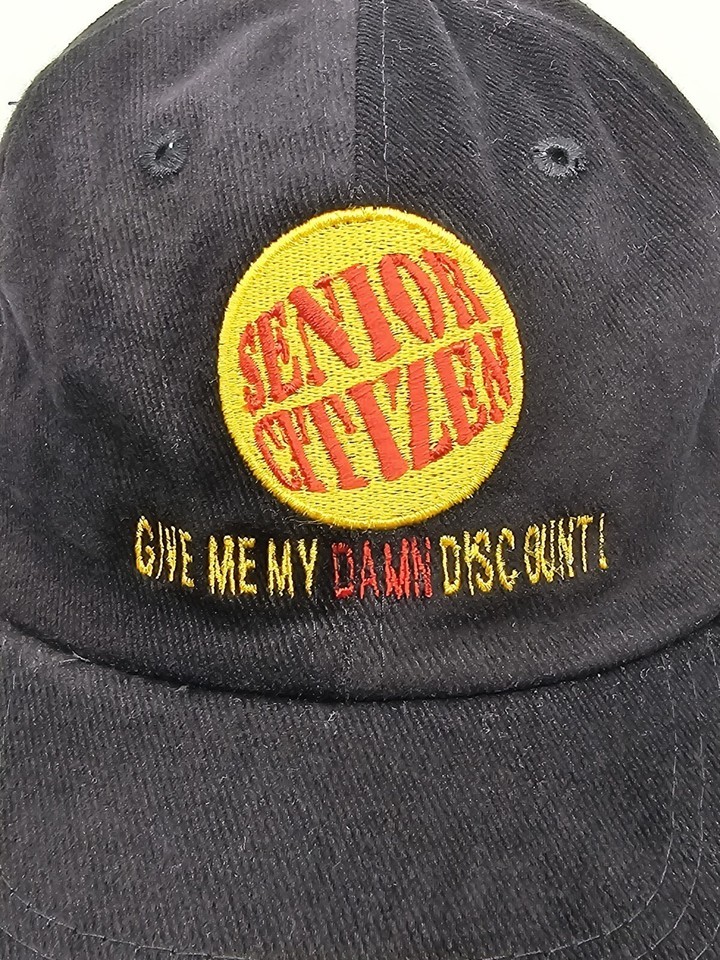 SENIOR
CITIZEN
GIVE ME MY DAMN DISCOUNT!